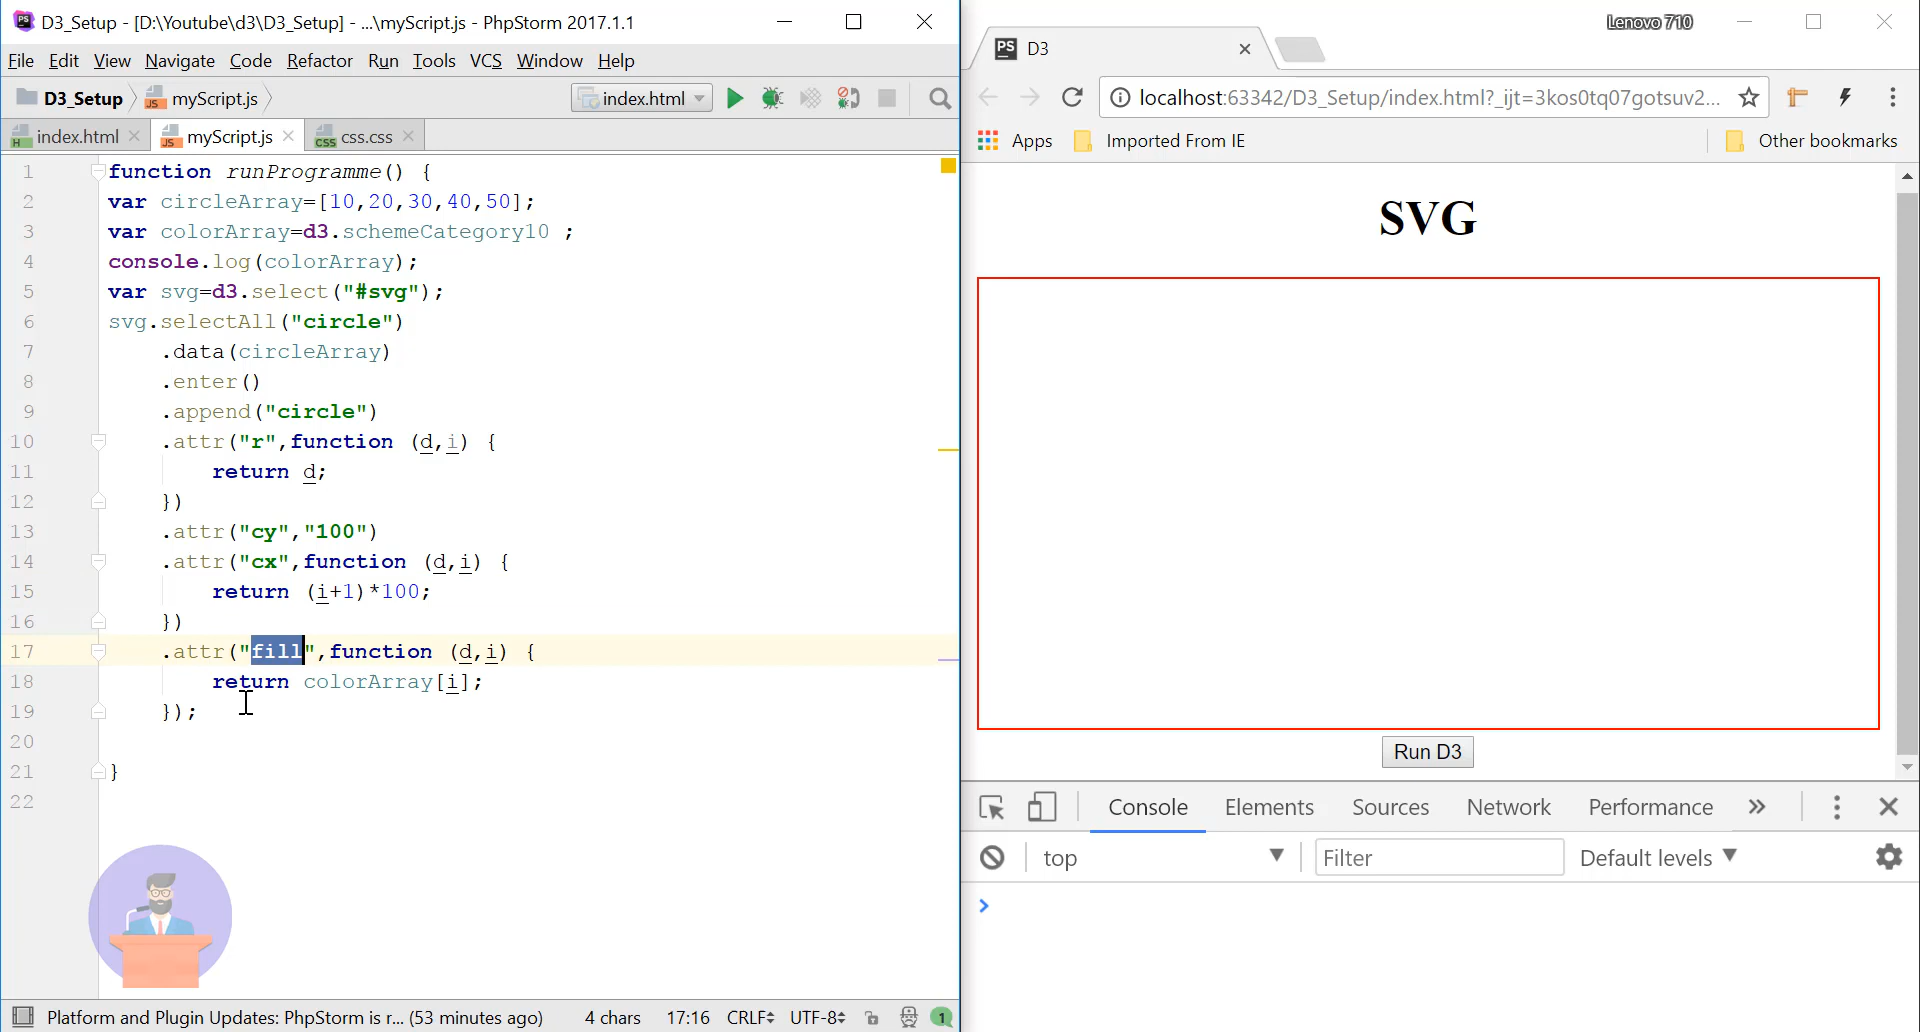 D3_Setup - [D:\Youtube\d3\D3_Setup] - ...\myScript.js - PhpStorm 2017.1.1
File Edit View Navigate Code Refactor Run Tools VCS Window Help
D3_Setup myScript.js index.html
index.html myScript.js css.css
1 function runProgramme() {
2 var circleArray=[10,20,30,40,50];
3 var colorArray=d3.schemeCategory10 ;
4 console.log(colorArray);
5 var svg=d3.select("#svg");
6 svg.selectAll("circle")
7 .data(circleArray)
8 .enter()
9 .append("circle")
10 .attr("r",function (d,i) {
11 return d;
12 })
13 .attr("cy","100")
14 .attr("cx",function (d,i) {
15 return (i+1)*100;
16 })
17 .attr("fill",function (d,i) {
18 return colorArray[i];
19 });
20
21 }
22
Platform and Plugin Updates: PhpStorm is r... (53 minutes ago) 4 chars 17:16 CRLF UTF-8 1
Lenovo 710
D3
localhost:63342/D3_Setup/index.html?_ijt=3kos0tq07gotsuv2...
Apps Imported From IE Other bookmarks
SVG
Run D3
Console Elements Sources Network Performance
top Filter Default levels